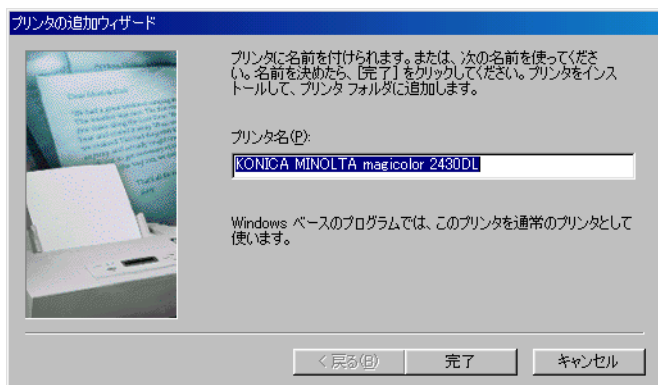 プリンタの追加ウィザード
プリンタに名前を付けられます。または、次の名前を使ってくださ
い。名前を決めたら、[完了] をクリックしてください。プリンタをインス
トールして、プリンタ フォルダに追加します。
プリンタ名(P):
KONICA MINOLTA magicolor 2430DL
Windows ベースのプログラムでは、このプリンタを通常のプリンタとして
使います。
< 戻る(B)
完了
キャンセル